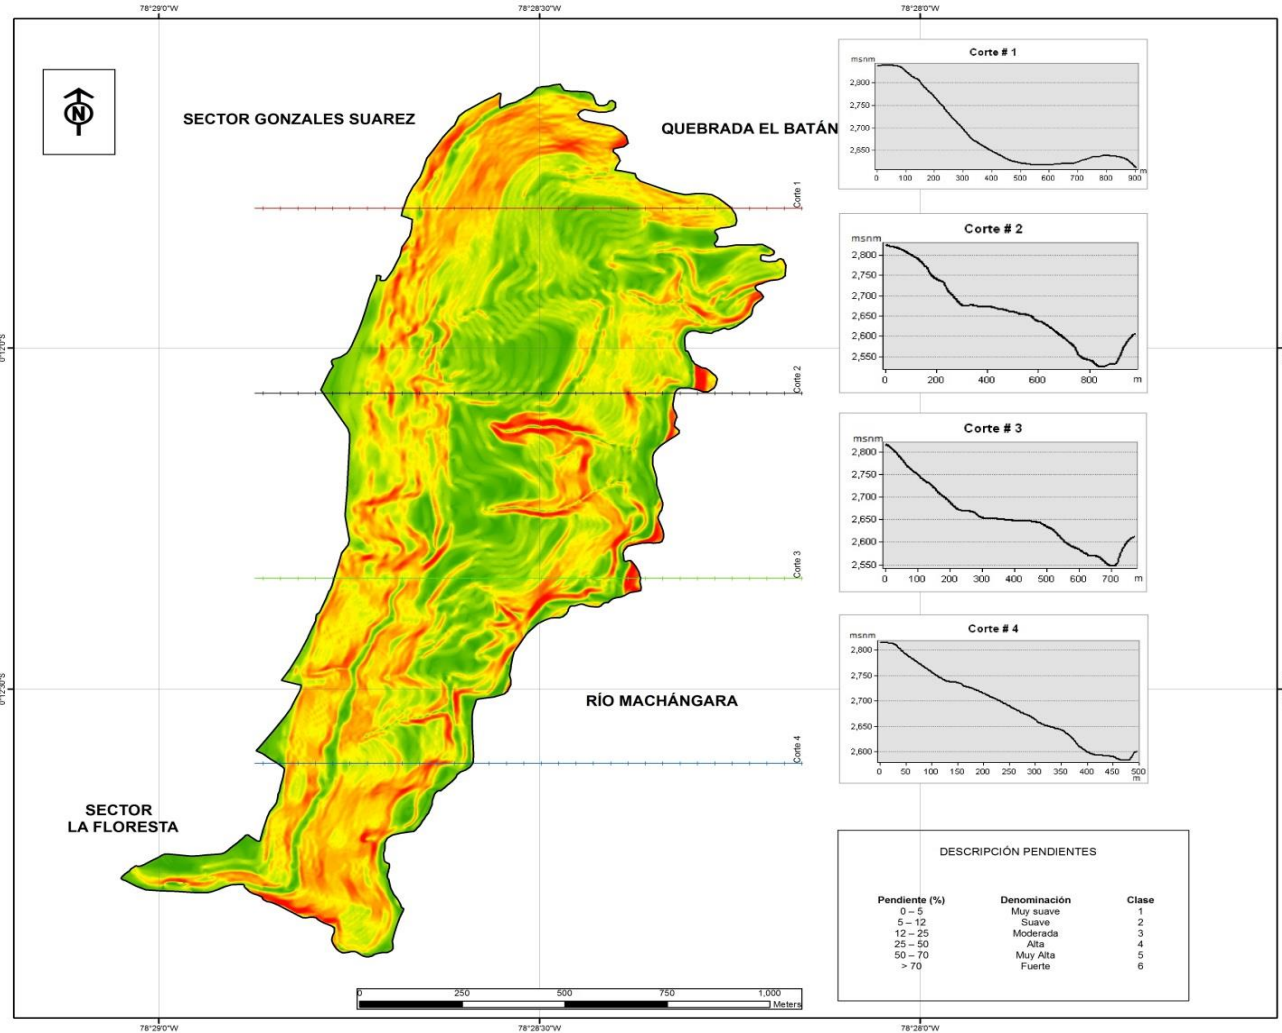 78°29'0"W
78°28'30"W
78°28'0"W
N
SECTOR GONZALES SUAREZ
QUEBRADA EL BATÁN
Corte 1
Corte 2
Corte 3
Corte 4
0°12'0"S
0°12'30"S
RÍO MACHÁNGARA
SECTOR
LA FLORESTA
Corte # 1
msnm
2,800
2,750
2,700
2,650
0 100 200 300 400 500 600 700 800 900
m
Corte # 2
msnm
2,800
2,750
2,700
2,650
2,600
2,550
0 200 400 600 800
m
Corte # 3
msnm
2,800
2,750
2,700
2,650
2,600
2,550
0 100 200 300 400 500 600 700 m
Corte # 4
msnm
2,800
2,750
2,700
2,650
2,600
0 50 100 150 200 250 300 350 400 450 500
m
DESCRIPCIÓN PENDIENTES
Pendiente (%) Denominación Clase
0 – 5 Muy suave 1
5 – 12 Suave 2
12 – 25 Moderada 3
25 – 50 Alta 4
50 – 70 Muy Alta 5
> 70 Fuerte 6
0 250 500 750 1,000
Meters
78°29'0"W
78°28'30"W
78°28'0"W